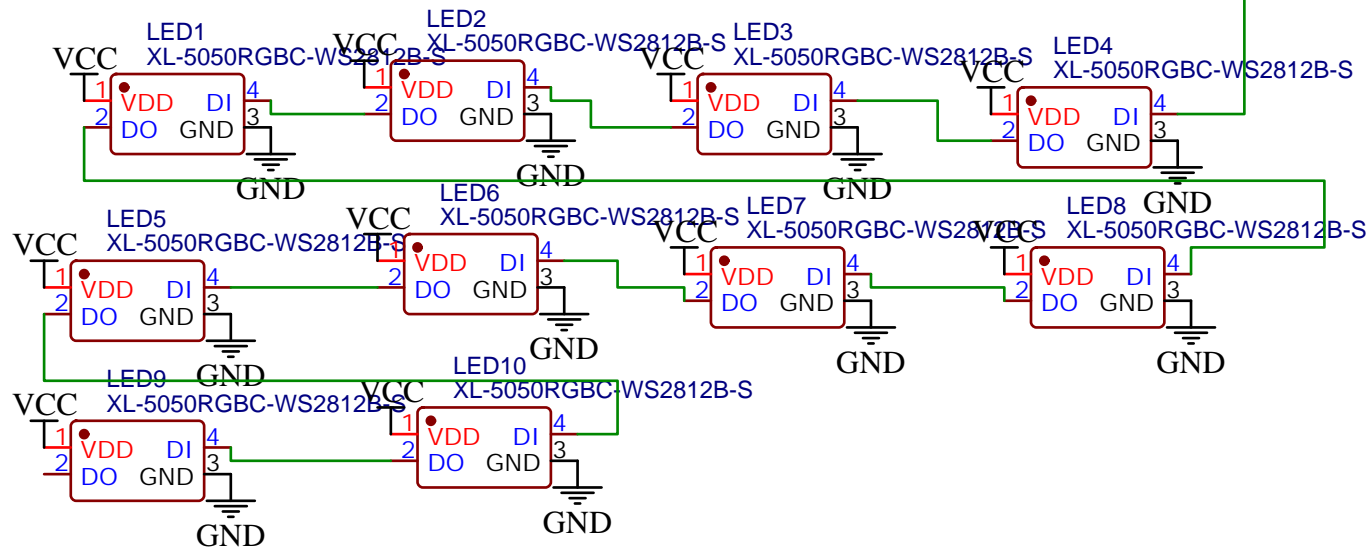 LED1
XL-5050RGBC-WS2812B-S
VCC
1
VDD
DI
4
2
DO
GND
3
GND
LED2
XL-5050RGBC-WS2812B-S
VCC
1
VDD
DI
4
2
DO
GND
3
GND
LED3
XL-5050RGBC-WS2812B-S
VCC
1
VDD
DI
4
2
DO
GND
3
GND
LED4
XL-5050RGBC-WS2812B-S
VCC
1
VDD
DI
4
2
DO
GND
3
GND
LED5
XL-5050RGBC-WS2812B-S
VCC
1
VDD
DI
4
2
DO
GND
3
GND
LED6
XL-5050RGBC-WS2812B-S
VCC
1
VDD
DI
4
2
DO
GND
3
GND
LED7
XL-5050RGBC-WS2812B-S
VCC
1
VDD
DI
4
2
DO
GND
3
GND
LED8
XL-5050RGBC-WS2812B-S
VCC
1
VDD
DI
4
2
DO
GND
3
GND
LED9
XL-5050RGBC-WS2812B-S
VCC
1
VDD
DI
4
2
DO
GND
3
GND
LED10
XL-5050RGBC-WS2812B-S
VCC
1
VDD
DI
4
2
DO
GND
3
GND